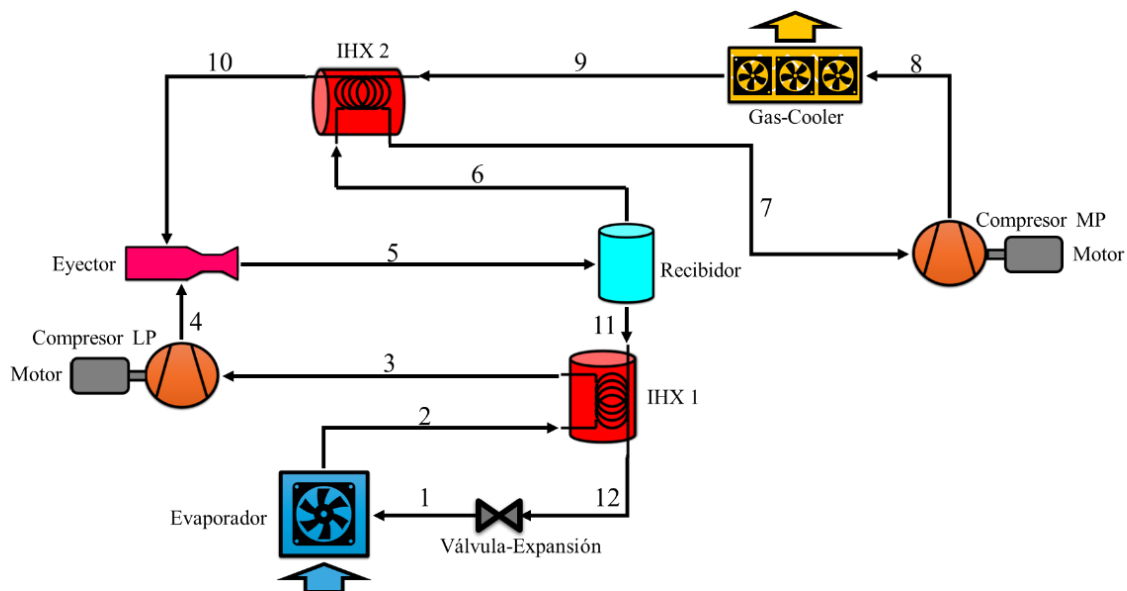 10
IHX 2
9
8
Gas-Cooler
6
7
Compresor MP
Motor
Eyector
5
Recibidor
Compresor LP
4
Motor
11
3
IHX 1
2
Evaporador
1
12
Válvula-Expansión